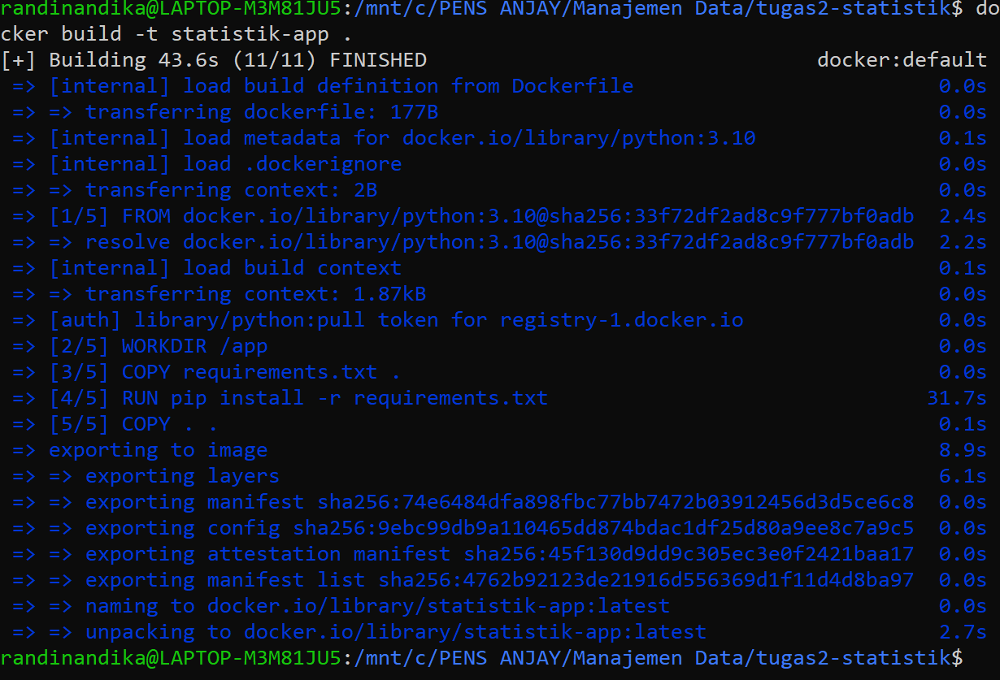 randinandika@LAPTOP-M3M81JU5:/mnt/c/PENS ANJAY/Manajemen Data/tugas2-statistik$ do
cker build -t statistik-app .
[+] Building 43.6s (11/11) FINISHED docker:default
=> [internal] load build definition from Dockerfile 0.0s
=> => transferring dockerfile: 177B 0.0s
=> [internal] load metadata for docker.io/library/python:3.10 0.1s
=> [internal] load .dockerignore 0.0s
=> => transferring context: 2B 0.0s
=> [1/5] FROM docker.io/library/python:3.10@sha256:33f72df2ad8c9f777bf0adb 2.4s
=> => resolve docker.io/library/python:3.10@sha256:33f72df2ad8c9f777bf0adb 2.2s
=> [internal] load build context 0.1s
=> => transferring context: 1.87kB 0.0s
=> [auth] library/python:pull token for registry-1.docker.io 0.0s
=> [2/5] WORKDIR /app 0.0s
=> [3/5] COPY requirements.txt . 0.0s
=> [4/5] RUN pip install -r requirements.txt 31.7s
=> [5/5] COPY . . 0.1s
=> exporting to image 8.9s
=> => exporting layers 6.1s
=> => exporting manifest sha256:74e6484dfa898fbc77bb7472b03912456d3d5ce6c8 0.0s
=> => exporting config sha256:9ebc99db9a110465dd874bdac1df25d80a9ee8c7a9c5 0.0s
=> => exporting attestation manifest sha256:45f130d9dd9c305ec3e0f2421baa17 0.0s
=> => exporting manifest list sha256:4762b92123de21916d556369d1f11d4d8ba97 0.0s
=> => naming to docker.io/library/statistik-app:latest 0.0s
=> => unpacking to docker.io/library/statistik-app:latest 2.7s
randinandika@LAPTOP-M3M81JU5:/mnt/c/PENS ANJAY/Manajemen Data/tugas2-statistik$